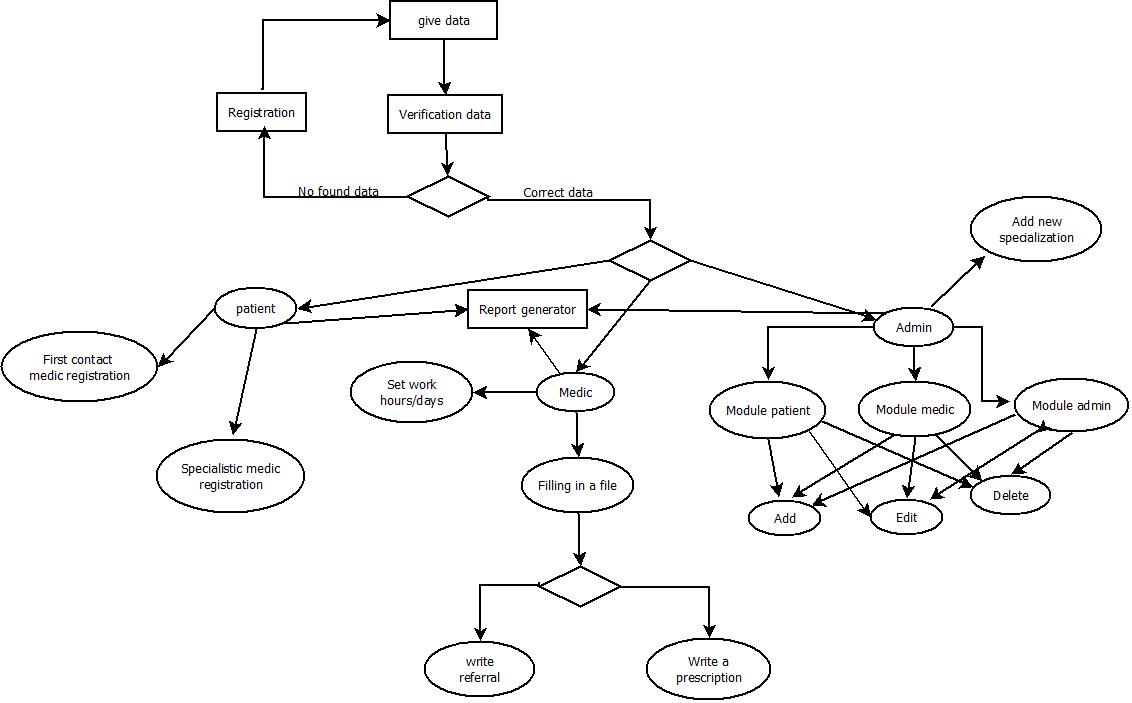 give data
Registration
Verification data
No found data
Correct data
Add new
specialization
patient
Report generator
Admin
First contact
medic registration
Set work
hours/days
Medic
Module patient
Module medic
Module admin
Specialistic medic
registration
Filling in a file
Add
Edit
Delete
write
referral
Write a
prescription